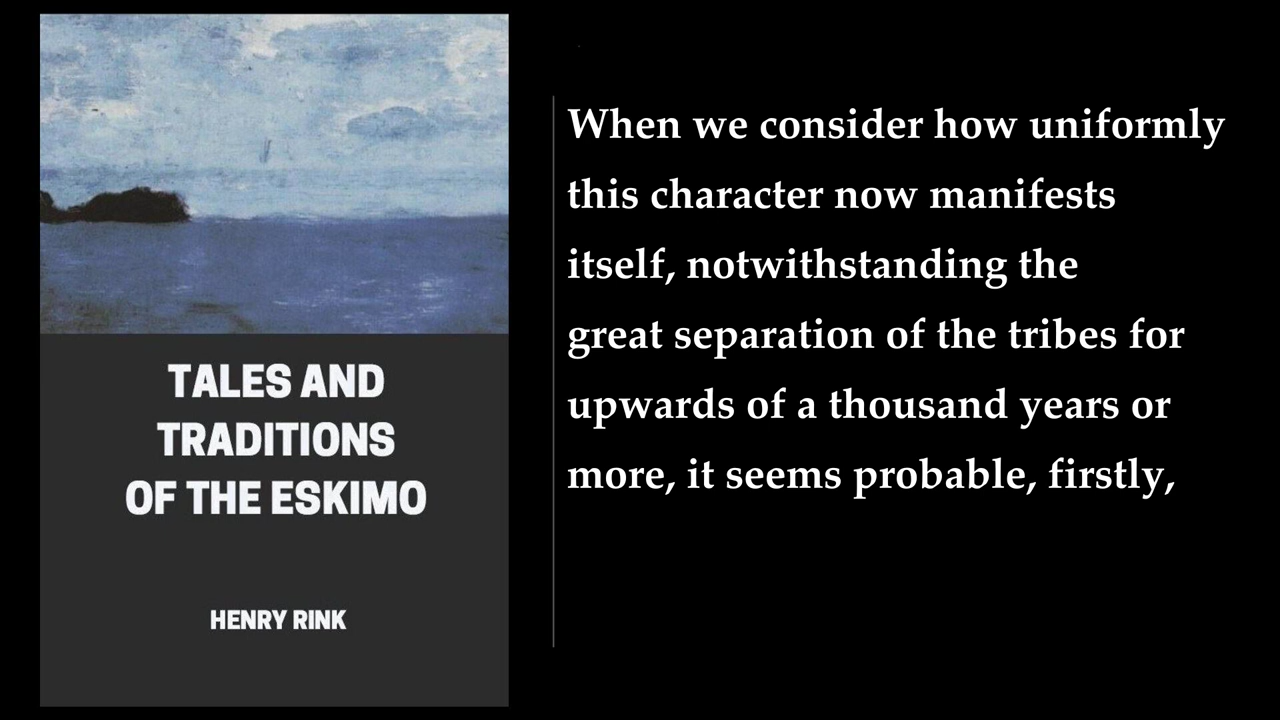 TALES AND
TRADITIONS
OF THE ESKIMO
HENRY RINK
When we consider how uniformly
this character now manifests
itself, notwithstanding the
great separation of the tribes for
upwards of a thousand years or
more, it seems probable, firstly,